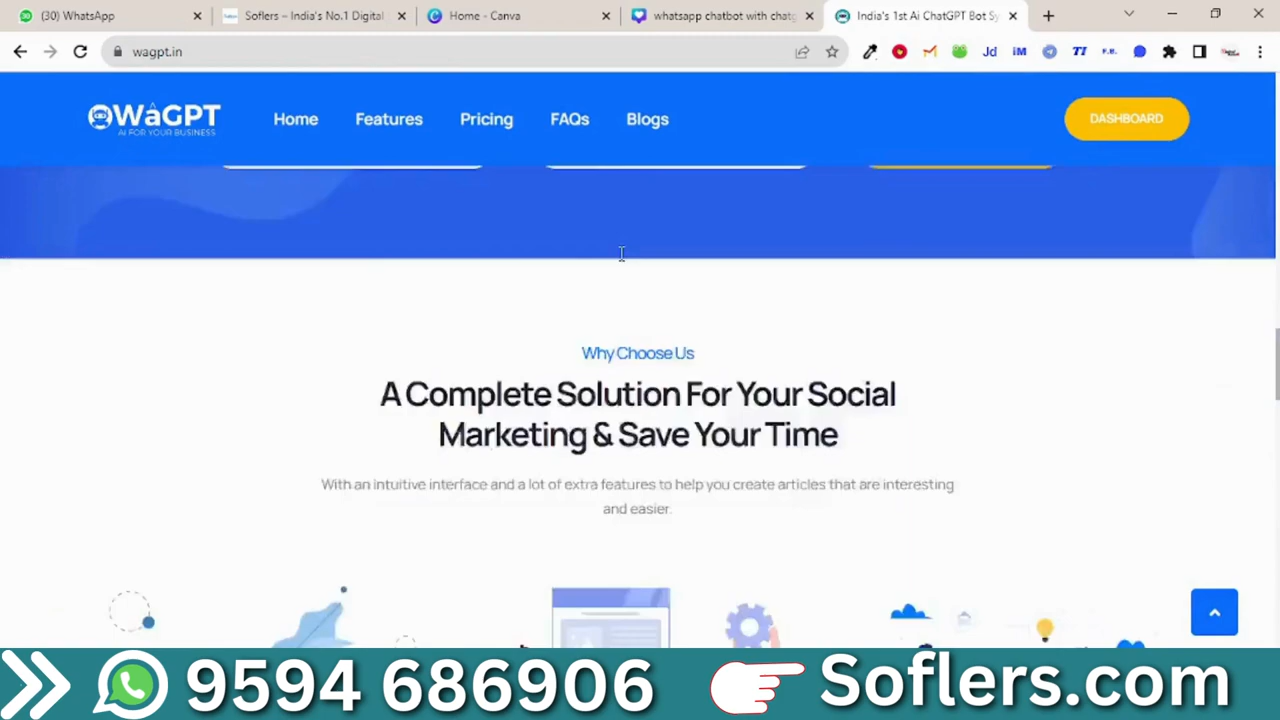 (30) WhatsApp
Soflers – India's No.1 Digital
Home - Canva
whatsapp chatbot with chatg
India's 1st Ai ChatGPT Bot Sy
wagpt.in
WaGPT
AI FOR YOUR BUSINESS
Home
Features
Pricing
FAQs
Blogs
DASHBOARD
Why Choose Us
A Complete Solution For Your Social
Marketing & Save Your Time
With an intuitive interface and a lot of extra features to help you create articles that are interesting
and easier.
9594 686906
Soflers.com